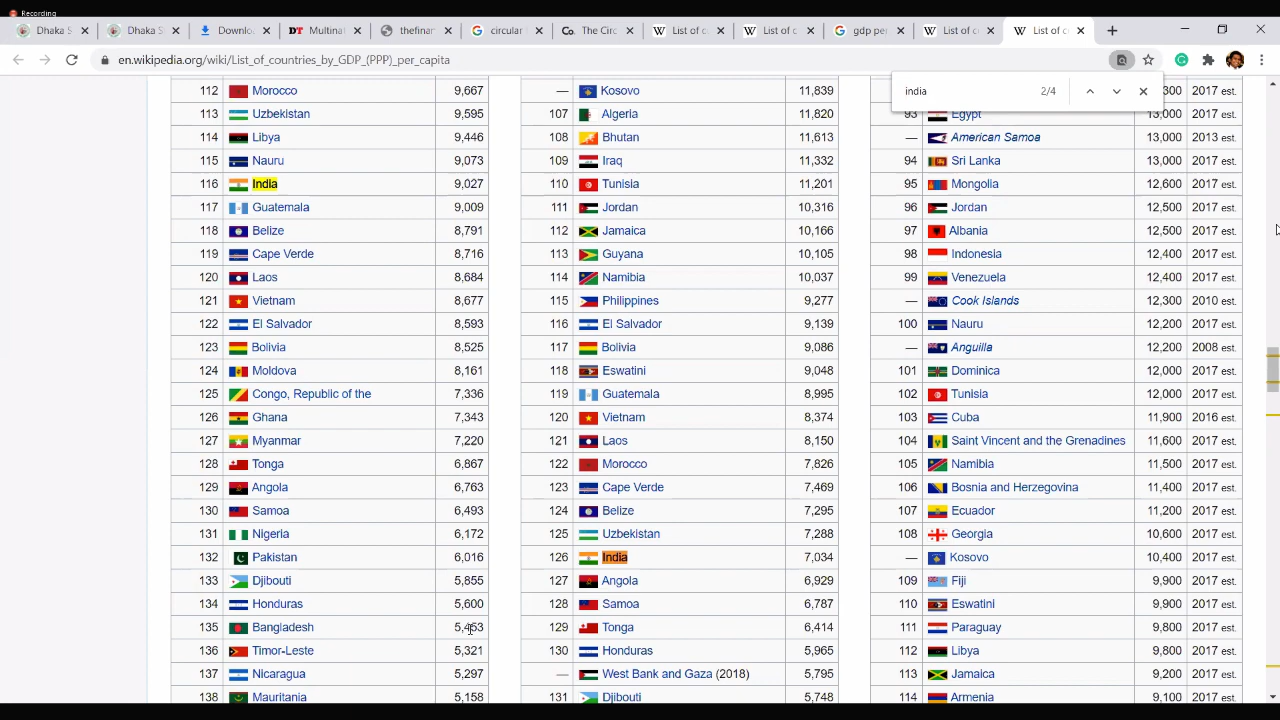 Recording
Dhaka S
Dhaka S
Downlo
DT Multinat
thefinan
circular
Co. The Circ
W List of c
W List of c
gdp per
W List of co
W List of c
en.wikipedia.org/wiki/List_of_countries_by_GDP_(PPP)_per_capita
india 2/4
112 Morocco 9,667 — Kosovo 11,839 300 2017 est.
113 Uzbekistan 9,595 107 Algeria 11,820 93 Egypt 13,000 2017 est.
114 Libya 9,446 108 Bhutan 11,613 — American Samoa 13,000 2013 est.
115 Nauru 9,073 109 Iraq 11,332 94 Sri Lanka 13,000 2017 est.
116 India 9,027 110 Tunisia 11,201 95 Mongolia 12,600 2017 est.
117 Guatemala 9,009 111 Jordan 10,316 96 Jordan 12,500 2017 est.
118 Belize 8,791 112 Jamaica 10,166 97 Albania 12,500 2017 est.
119 Cape Verde 8,716 113 Guyana 10,105 98 Indonesia 12,400 2017 est.
120 Laos 8,684 114 Namibia 10,037 99 Venezuela 12,400 2017 est.
121 Vietnam 8,677 115 Philippines 9,277 — Cook Islands 12,300 2010 est.
122 El Salvador 8,593 116 El Salvador 9,139 100 Nauru 12,200 2017 est.
123 Bolivia 8,525 117 Bolivia 9,086 — Anguilla 12,200 2008 est.
124 Moldova 8,161 118 Eswatini 9,048 101 Dominica 12,000 2017 est.
125 Congo, Republic of the 7,336 119 Guatemala 8,995 102 Tunisia 12,000 2017 est.
126 Ghana 7,343 120 Vietnam 8,374 103 Cuba 11,900 2016 est.
127 Myanmar 7,220 121 Laos 8,150 104 Saint Vincent and the Grenadines 11,600 2017 est.
128 Tonga 6,867 122 Morocco 7,826 105 Namibia 11,500 2017 est.
129 Angola 6,763 123 Cape Verde 7,469 106 Bosnia and Herzegovina 11,400 2017 est.
130 Samoa 6,493 124 Belize 7,295 107 Ecuador 11,200 2017 est.
131 Nigeria 6,172 125 Uzbekistan 7,288 108 Georgia 10,600 2017 est.
132 Pakistan 6,016 126 India 7,034 — Kosovo 10,400 2017 est.
133 Djibouti 5,855 127 Angola 6,929 109 Fiji 9,900 2017 est.
134 Honduras 5,600 128 Samoa 6,787 110 Eswatini 9,900 2017 est.
135 Bangladesh 129 Tonga 6,414 111 Paraguay 9,800 2017 est.
136 Timor-Leste 5,321 130 Honduras 5,965 112 Libya 9,800 2017 est.
137 Nicaragua 5,297 — West Bank and Gaza (2018) 5,795 113 Jamaica 9,200 2017 est.
138 Mauritania 5,158 131 Djibouti 5,748 114 Armenia 9,100 2017 est.